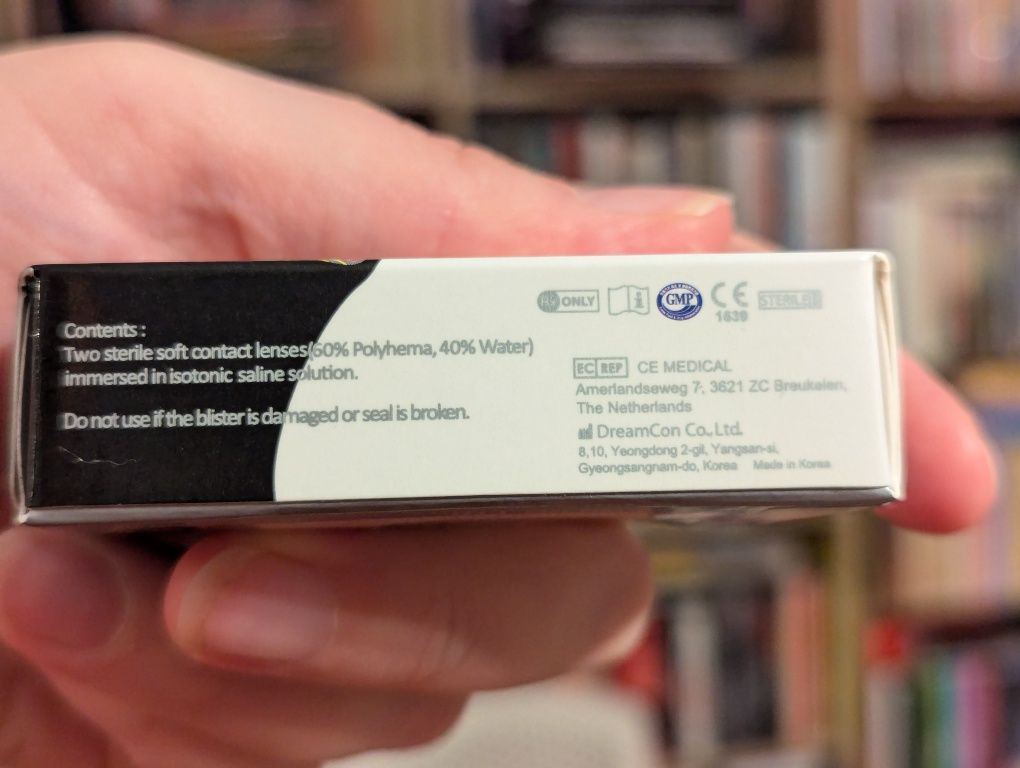 Contents :
Two sterile soft contact lenses(60% Polyhema, 40% Water)
immersed in isotonic saline solution.
Do not use if the blister is damaged or seal is broken.
ONLY
i
GMP
CE
1639
STERILE
EC REP CE MEDICAL
Amerlandseweg 7, 3621 ZC Breukelen,
The Netherlands
DreamCon Co.,Ltd.
8,10, Yeongdong 2-gil, Yangsan-si,
Gyeongsangnam-do, Korea Made in Korea